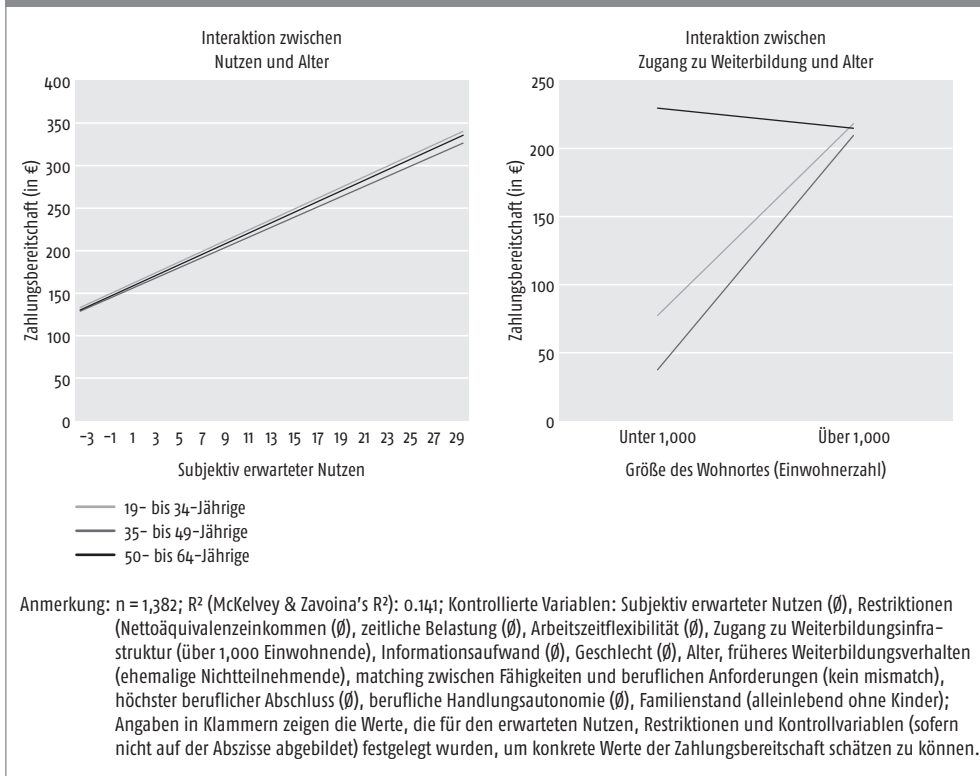 Interaktion zwischen
Nutzen und Alter
400
350
300
250
200
150
100
50
0
Zahlungsbereitschaft (in €)
−3 −1 1 3 5 7 9 11 13 15 17 19 21 23 25 27 29
Subjektiv erwarteter Nutzen
Interaktion zwischen
Zugang zu Weiterbildung und Alter
250
200
150
100
50
0
Zahlungsbereitschaft (in €)
Unter 1,000 Über 1,000
Größe des Wohnortes (Einwohnerzahl)
19- bis 34-Jährige
35- bis 49-Jährige
50- bis 64-Jährige
Anmerkung: n = 1,382; R² (McKelvey & Zavoina's R²): 0.141; Kontrollierte Variablen: Subjektiv erwarteter Nutzen (Ø), Restriktionen
(Nettoäquivalenzeinkommen (Ø), zeitliche Belastung (Ø), Arbeitszeitflexibilität (Ø), Zugang zu Weiterbildungsinfra-
struktur (über 1,000 Einwohnende), Informationsaufwand (Ø), Geschlecht (Ø), Alter, früheres Weiterbildungsverhalten
(ehemalige Nichtteilnehmende), matching zwischen Fähigkeiten und beruflichen Anforderungen (kein mismatch),
höchster beruflicher Abschluss (Ø), berufliche Handlungsautonomie (Ø), Familienstand (alleinlebend ohne Kinder);
Angaben in Klammern zeigen die Werte, die für den erwarteten Nutzen, Restriktionen und Kontrollvariablen (sofern
nicht auf der Abszisse abgebildet) festgelegt wurden, um konkrete Werte der Zahlungsbereitschaft schätzen zu können.